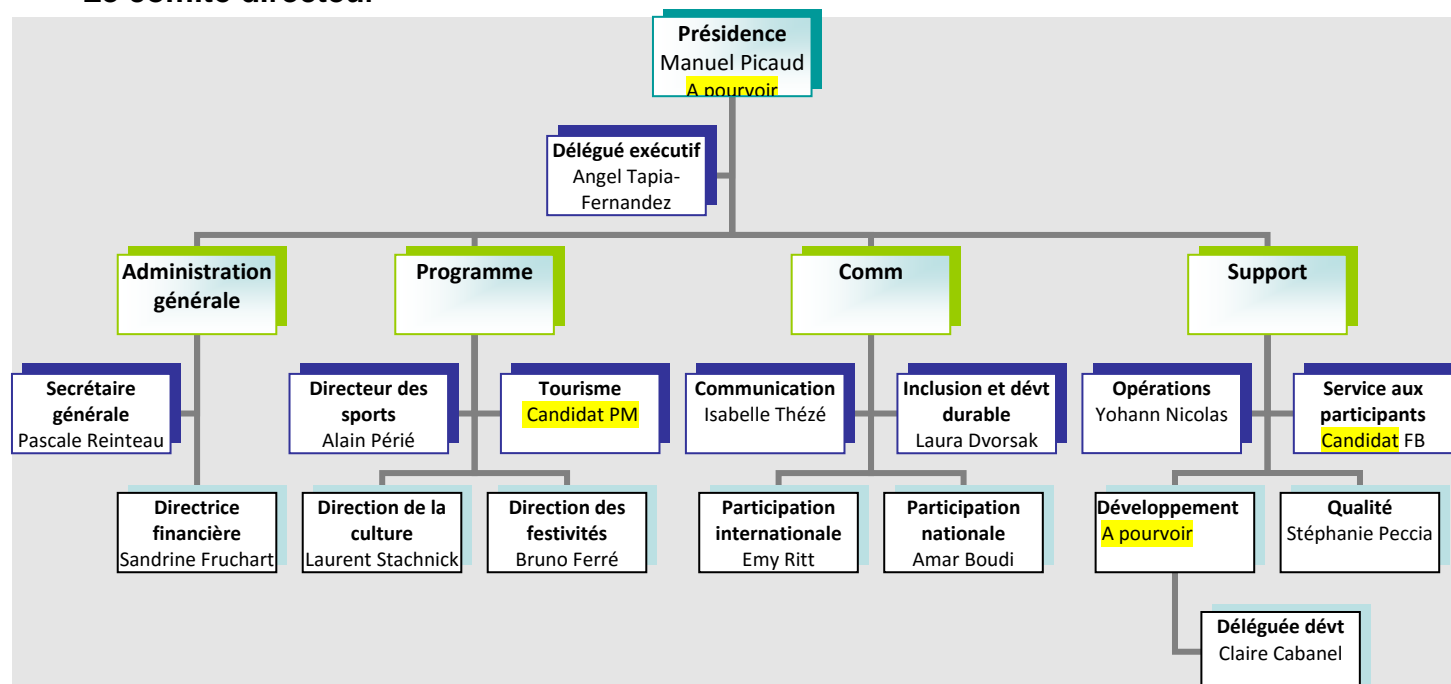 Le comité directeur
Présidence
Manuel Picaud
A pourvoir
Délégué exécutif
Angel Tapia-
Fernandez
Administration
générale
Programme
Comm
Support
Secrétaire
générale
Pascale Reinteau
Directeur des
sports
Alain Périé
Tourisme
Candidat PM
Communication
Isabelle Thézé
Inclusion et dévt
durable
Laura Dvorsak
Opérations
Yohann Nicolas
Service aux
participants
Candidat FB
Directrice
financière
Sandrine Fruchart
Direction de la
culture
Laurent Stachnick
Direction des
festivités
Bruno Ferré
Participation
internationale
Emy Ritt
Participation
nationale
Amar Boudi
Développement
A pourvoir
Qualité
Stéphanie Peccia
Déléguée dévt
Claire Cabanel